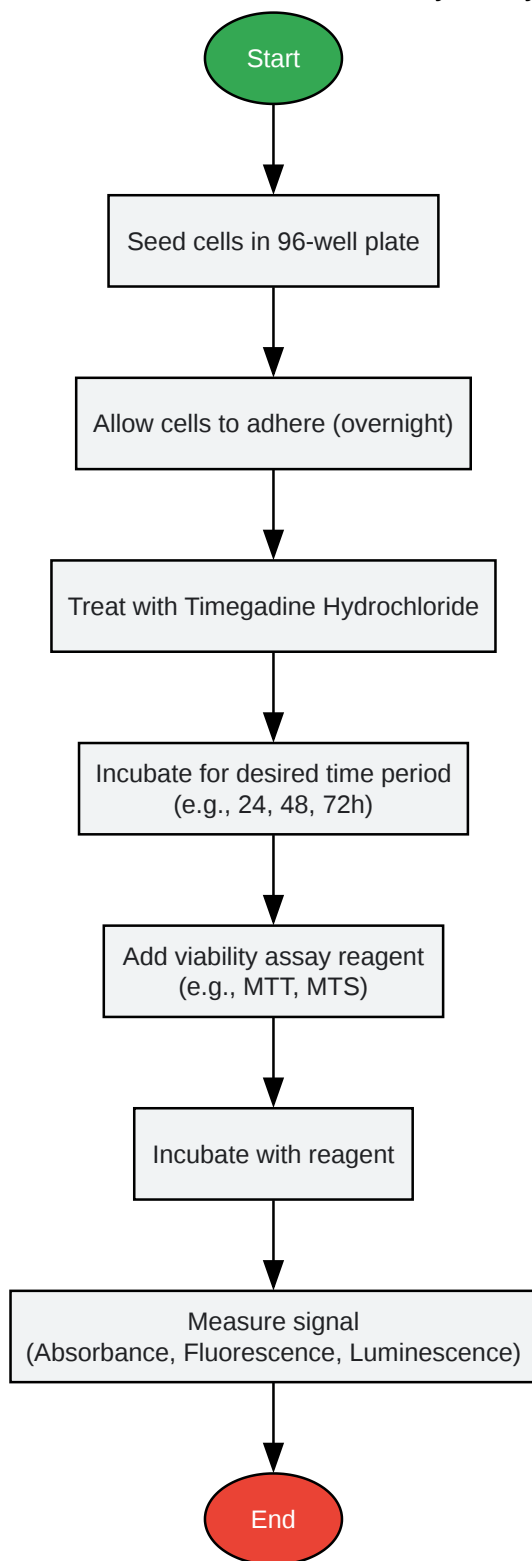 Start
Seed cells in 96-well plate
Allow cells to adhere (overnight)
Treat with Timegadine Hydrochloride
Incubate for desired time period
(e.g., 24, 48, 72h)
Add viability assay reagent
(e.g., MTT, MTS)
Incubate with reagent
Measure signal
(Absorbance, Fluorescence, Luminescence)
End